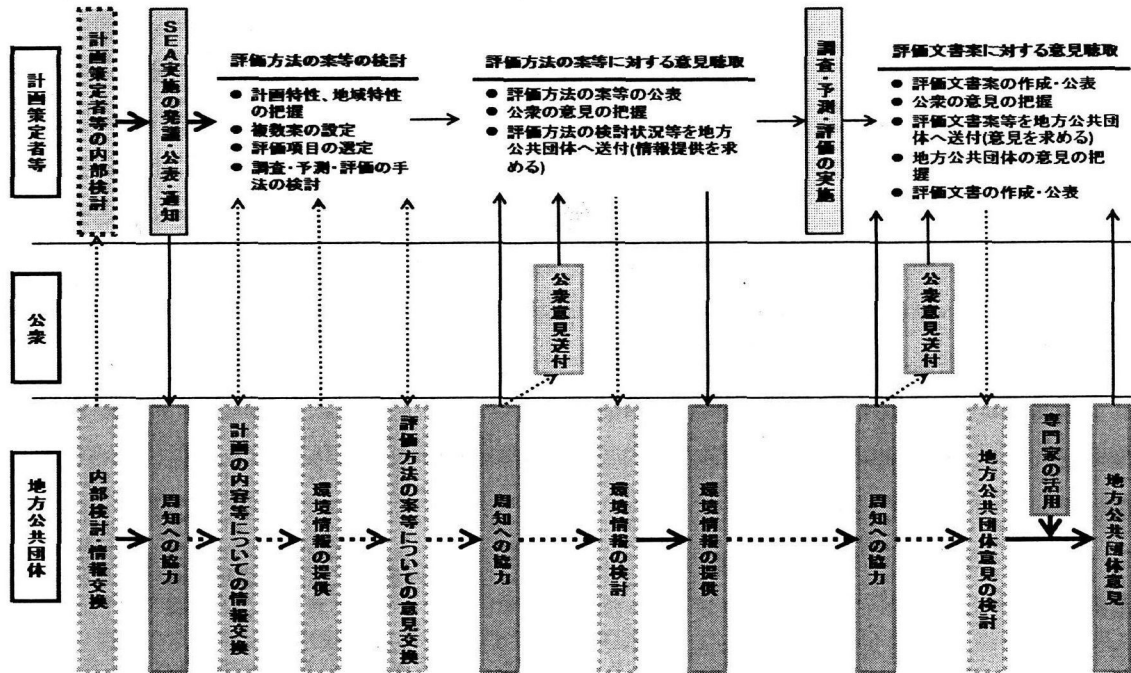 計画策定者等
計画策定者等の内部検討
SEA実施の発議・公表・通知
評価方法の案等の検討
● 計画特性、地域特性
の把握
● 複数案の設定
● 評価項目の選定
● 調査・予測・評価の手
法の検討
評価方法の案等に対する意見聴取
● 評価方法の案等の公表
● 公衆の意見の把握
● 評価方法の検討状況等を地方
公共団体へ送付(情報提供を求
める)
調査・予測・評価の実施
評価文書案に対する意見聴取
● 評価文書案の作成・公表
● 公衆の意見の把握
● 評価文書案等を地方公共団
体へ送付(意見を求める)
● 地方公共団体の意見の把
握
● 評価文書の作成・公表
公衆
公衆意見送付
公衆意見送付
地方公共団体
内部検討・情報交換
周知への協力
計画の内容等についての情報交換
環境情報の提供
評価方法の案等についての意見交換
周知への協力
環境情報の検討
環境情報の提供
周知への協力
地方公共団体意見の検討
専門家の活用
地方公共団体意見